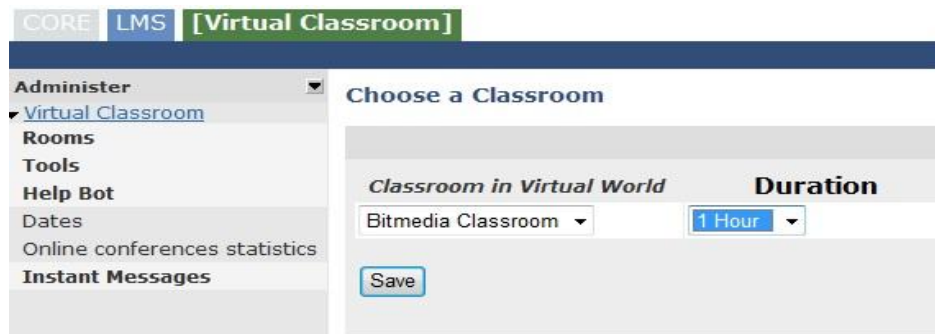 CORE LMS [Virtual Classroom]
Administer
Virtual Classroom
Rooms
Tools
Help Bot
Dates
Online conferences statistics
Instant Messages
Choose a Classroom
Classroom in Virtual World Duration
Bitmedia Classroom 1 Hour
Save